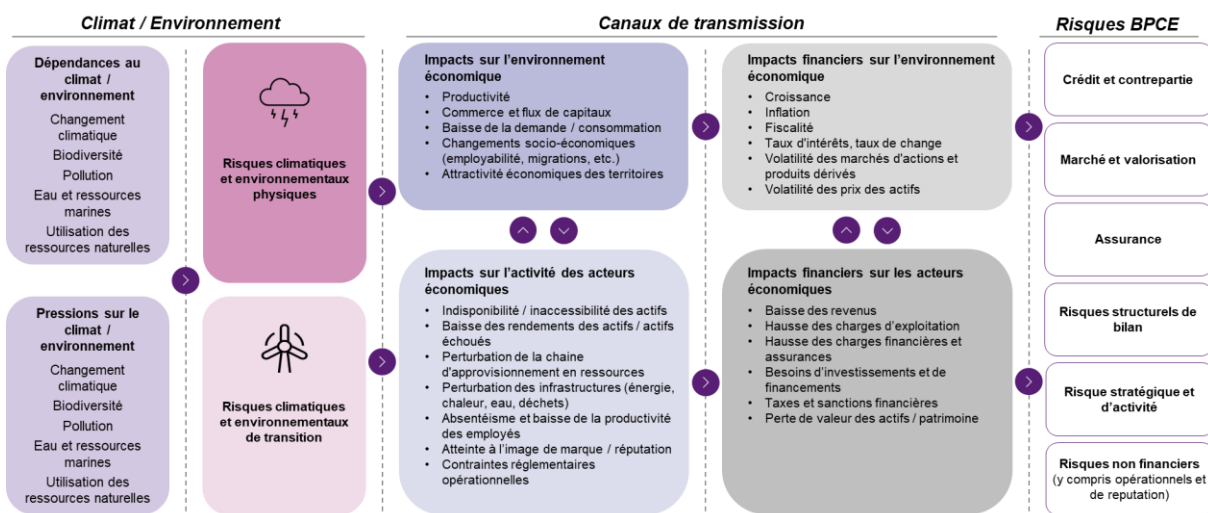 Climat / Environnement
Canaux de transmission
Risques BPCE
Dépendances au
climat /
environnement
Changement
climatique
Biodiversité
Pollution
Eau et ressources
marines
Utilisation des
ressources naturelles
Pressions sur le
climat /
environnement
Changement
climatique
Biodiversité
Pollution
Eau et ressources
marines
Utilisation des
ressources naturelles
Risques climatiques
et environnementaux
physiques
Risques climatiques
et environnementaux
de transition
Impacts sur l'environnement
économique
• Productivité
• Commerce et flux de capitaux
• Baisse de la demande / consommation
• Changements socio-économiques
(employabilité, migrations, etc.)
• Attractivité économiques des territoires
Impacts sur l'activité des acteurs
économiques
• Indisponibilité / inaccessibilité des actifs
• Baisse des rendements des actifs / actifs
échoués
• Perturbation de la chaine
d'approvisionnement en ressources
• Perturbation des infrastructures (énergie,
chaleur, eau, déchets)
• Absentéisme et baisse de la productivité
des employés
• Atteinte à l'image de marque / réputation
• Contraintes réglementaires
opérationnelles
Impacts financiers sur l'environnement
économique
• Croissance
• Inflation
• Fiscalité
• Taux d'intérêts, taux de change
• Volatilité des marchés d'actions et
produits dérivés
• Volatilité des prix des actifs
Impacts financiers sur les acteurs
économiques
• Baisse des revenus
• Hausse des charges d'exploitation
• Hausse des charges financières et
assurances
• Besoins d'investissements et de
financements
• Taxes et sanctions financières
• Perte de valeur des actifs / patrimoine
Crédit et contrepartie
Marché et valorisation
Assurance
Risques structurels de
bilan
Risque stratégique et
d'activité
Risques non financiers
(y compris opérationnels et
de reputation)